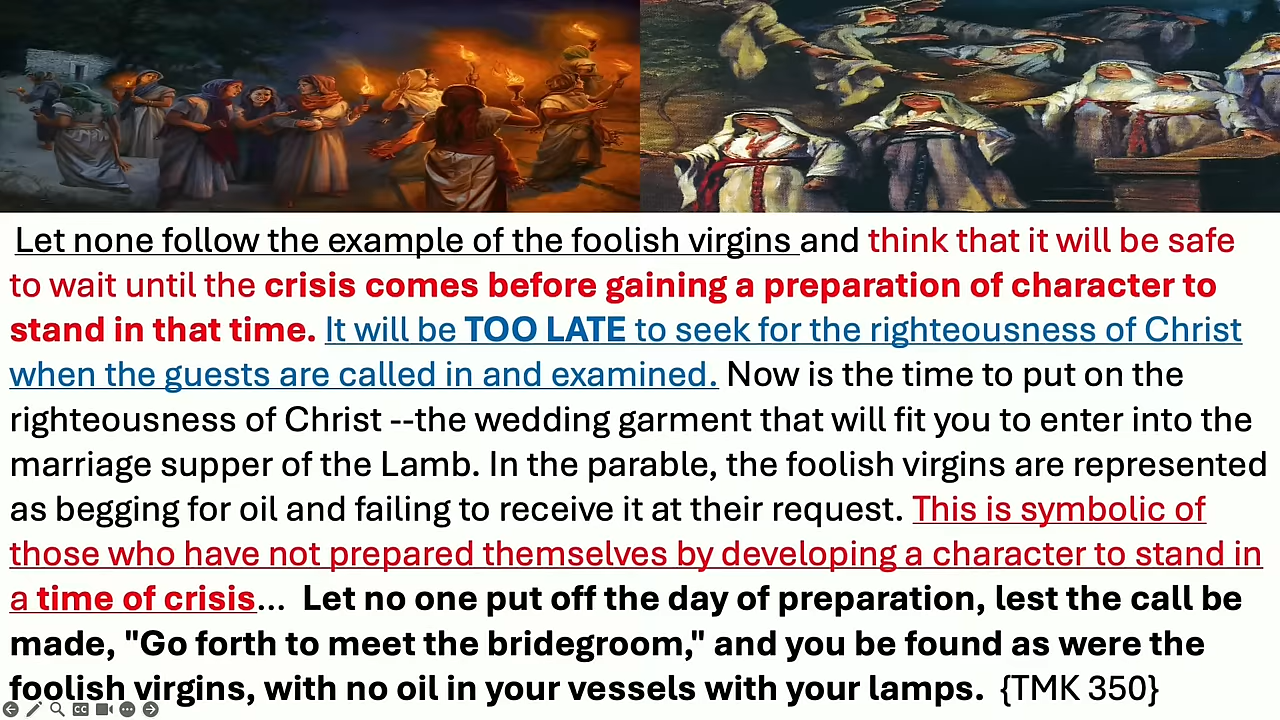 Let none follow the example of the foolish virgins and think that it will be safe
to wait until the crisis comes before gaining a preparation of character to
stand in that time. It will be TOO LATE to seek for the righteousness of Christ
when the guests are called in and examined. Now is the time to put on the
righteousness of Christ --the wedding garment that will fit you to enter into the
marriage supper of the Lamb. In the parable, the foolish virgins are represented
as begging for oil and failing to receive it at their request. This is symbolic of
those who have not prepared themselves by developing a character to stand in
a time of crisis... Let no one put off the day of preparation, lest the call be
made, "Go forth to meet the bridegroom," and you be found as were the
foolish virgins, with no oil in your vessels with your lamps. {TMK 350}